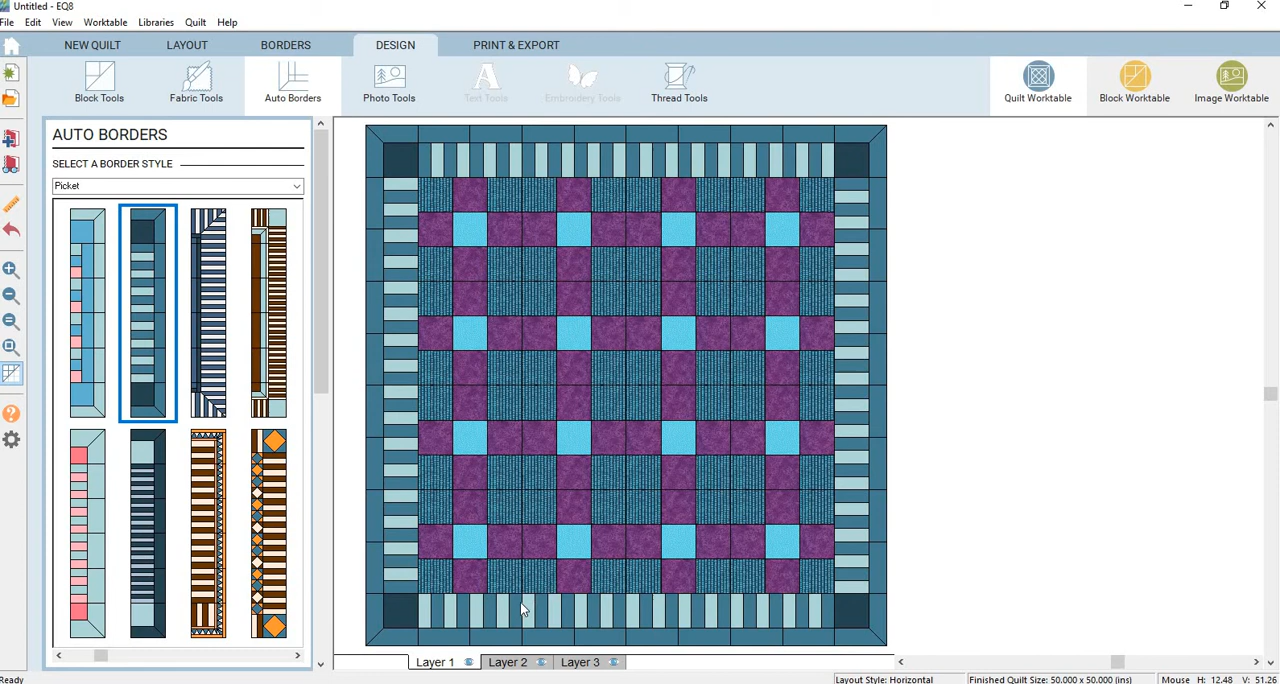 Untitled - EQ8
File Edit View Worktable Libraries Quilt Help
NEW QUILT LAYOUT BORDERS DESIGN PRINT & EXPORT
Block Tools Fabric Tools Auto Borders Photo Tools Text Tools Embroidery Tools Thread Tools Quilt Worktable Block Worktable Image Worktable
AUTO BORDERS
SELECT A BORDER STYLE
Picket
Layer 1 Layer 2 Layer 3
Ready Layout Style: Horizontal Finished Quilt Size: 50.000 x 50.000 (ins) Mouse H: 12.48 V: 51.26